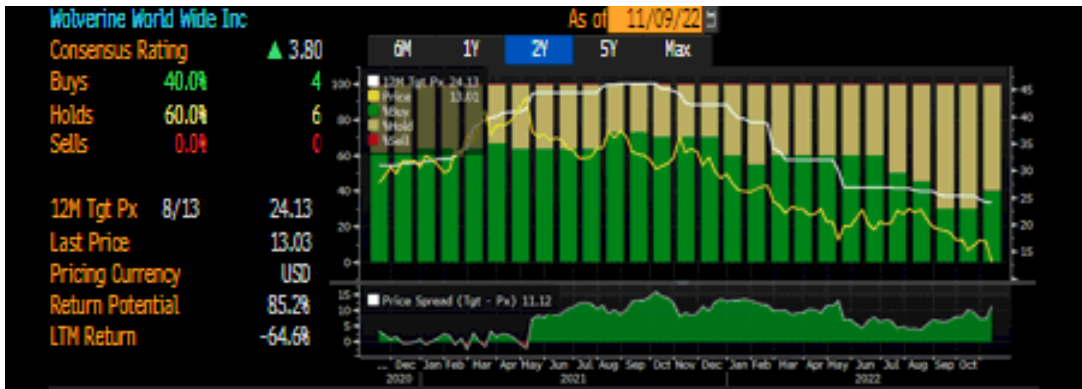 Wolverine World Wide Inc As of 11/09/22
Consensus Rating ▲ 3.80 6M 1Y 2Y 5Y Max
Buys 40.0% 4
Holds 60.0% 6
Sells 0.0% 0
12M Tgt Px 8/13 24.13
Last Price 13.03
Pricing Currency USD
Return Potential 85.2%
LTM Return -64.6%
12M Tgt Px 24.13
Price 13.01
%Buy
%Hold
%Sell
100
80
60
40
20
0
45
40
35
30
25
20
15
Price Spread (Tgt - Px) 11.12
15
10
5
0
... Dec Jan Feb Mar Apr May Jun Jul Aug Sep Oct Nov Dec Jan Feb Mar Apr May Jun Jul Aug Sep Oct
2020 2021 2022